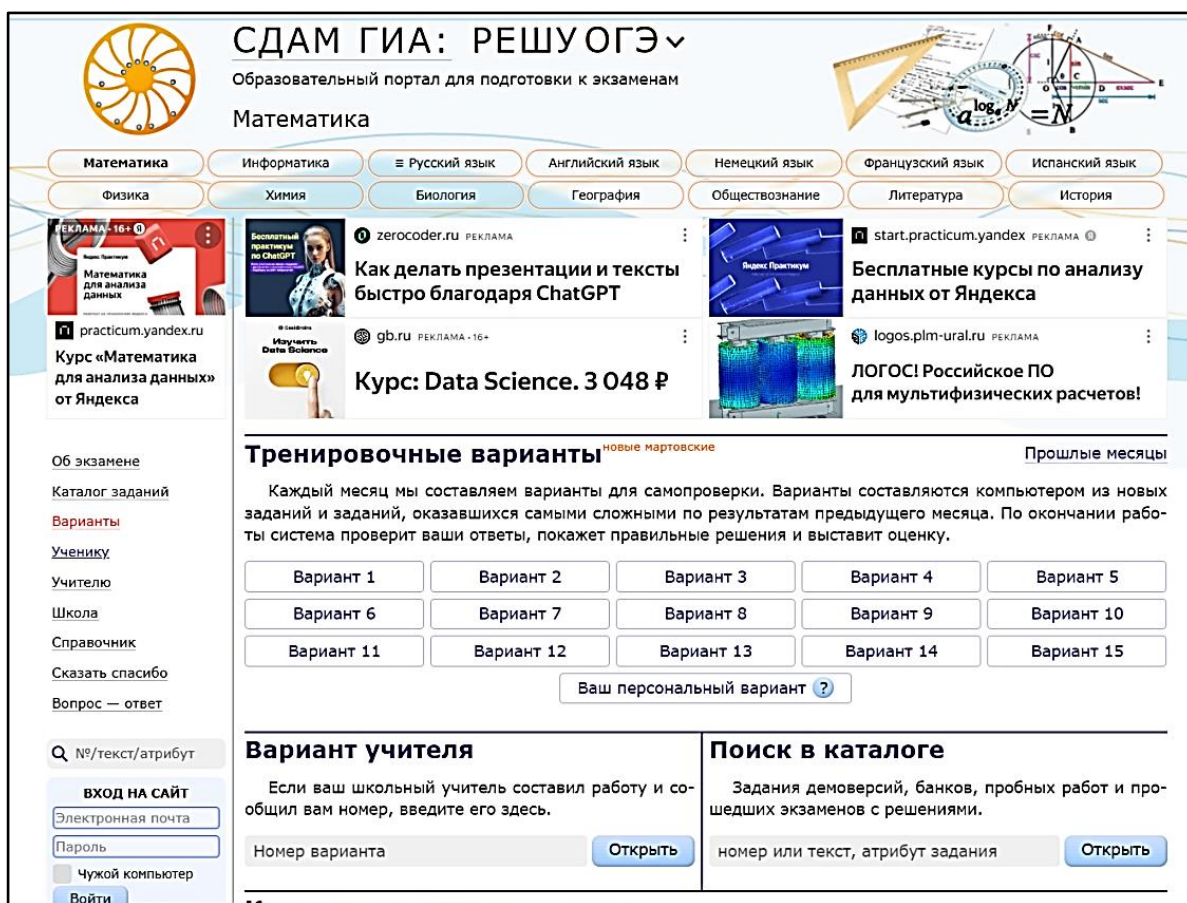 СДАМ ГИА: РЕШУ ОГЭ
Образовательный портал для подготовки к экзаменам
Математика
Математика
Информатика
≡ Русский язык
Английский язык
Немецкий язык
Французский язык
Испанский язык
Физика
Химия
Биология
География
Обществознание
Литература
История
РЕКЛАМА • 16+
Яндекс Практикум
Математика
для анализа
данных
practicum.yandex.ru
Курс «Математика
для анализа данных»
от Яндекса
Бесплатный
практикум
по ChatGPT
zerocoder.ru РЕКЛАМА
Как делать презентации и тексты
быстро благодаря ChatGPT
Яндекс Практикум
start.practicum.yandex РЕКЛАМА
Бесплатные курсы по анализу
данных от Яндекса
GeekBrains
Изучить
Data Science
gb.ru РЕКЛАМА • 16+
Курс: Data Science. 3 048 ₽
logos.plm-ural.ru РЕКЛАМА
ЛОГОС! Российское ПО
для мультифизических расчетов!
Об экзамене
Каталог заданий
Варианты
Ученику
Учителю
Школа
Справочник
Сказать спасибо
Вопрос — ответ
№/текст/атрибут
ВХОД НА САЙТ
Электронная почта
Пароль
Чужой компьютер
Войти
Тренировочные варианты новые мартовские
Прошлые месяцы
Каждый месяц мы составляем варианты для самопроверки. Варианты составляются компьютером из новых
заданий и заданий, оказавшихся самыми сложными по результатам предыдущего месяца. По окончании рабо-
ты система проверит ваши ответы, покажет правильные решения и выставит оценку.
Вариант 1
Вариант 2
Вариант 3
Вариант 4
Вариант 5
Вариант 6
Вариант 7
Вариант 8
Вариант 9
Вариант 10
Вариант 11
Вариант 12
Вариант 13
Вариант 14
Вариант 15
Ваш персональный вариант ?
Вариант учителя
Если ваш школьный учитель составил работу и со-
общил вам номер, введите его здесь.
Номер варианта
Открыть
Поиск в каталоге
Задания демоверсий, банков, пробных работ и про-
шедших экзаменов с решениями.
номер или текст, атрибут задания
Открыть